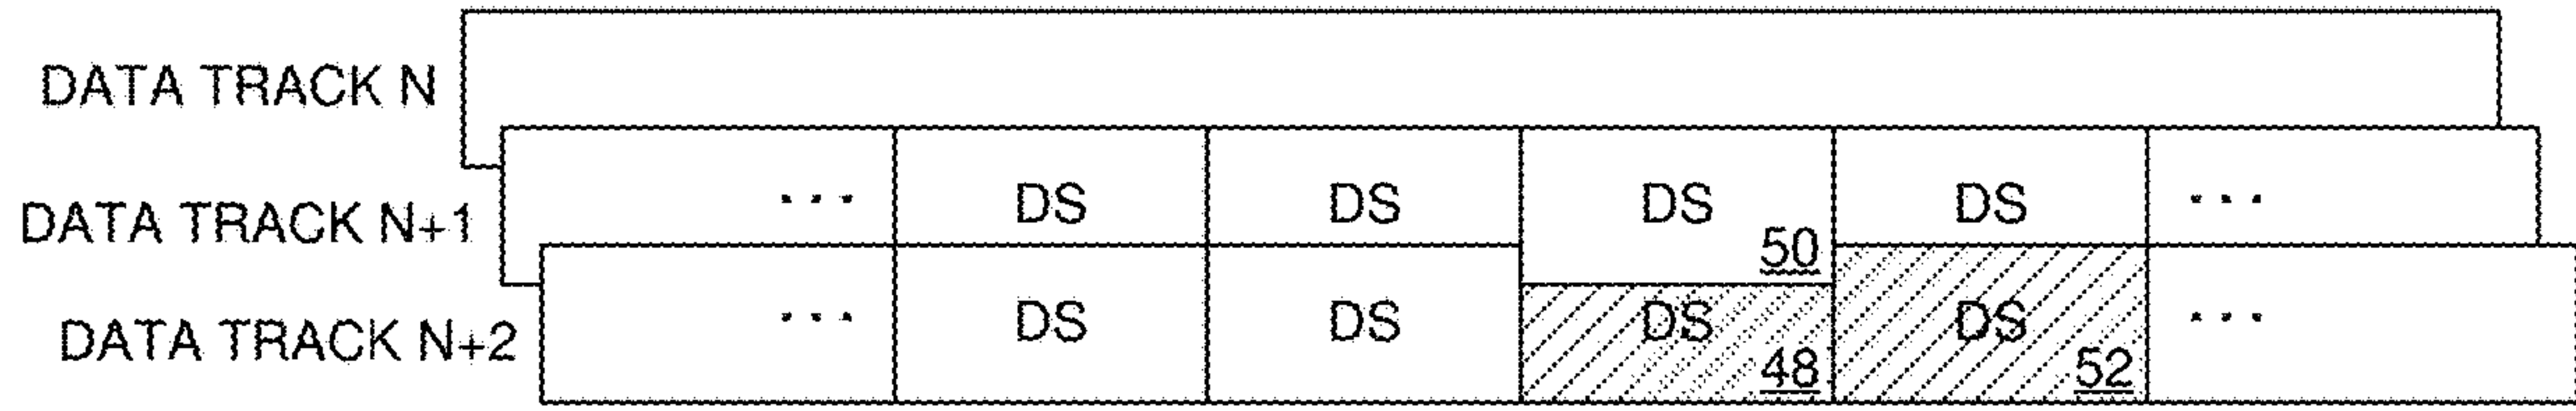 DATA TRACK N
DATA TRACK N+1 ... DS DS DS 50 DS ...
DATA TRACK N+2 ... DS DS DS 48 DS 52 ...